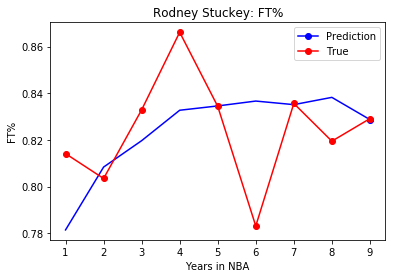 Rodney Stuckey: FT%
Prediction
True
FT%
0.86
0.84
0.82
0.80
0.78
1 2 3 4 5 6 7 8 9
Years in NBA